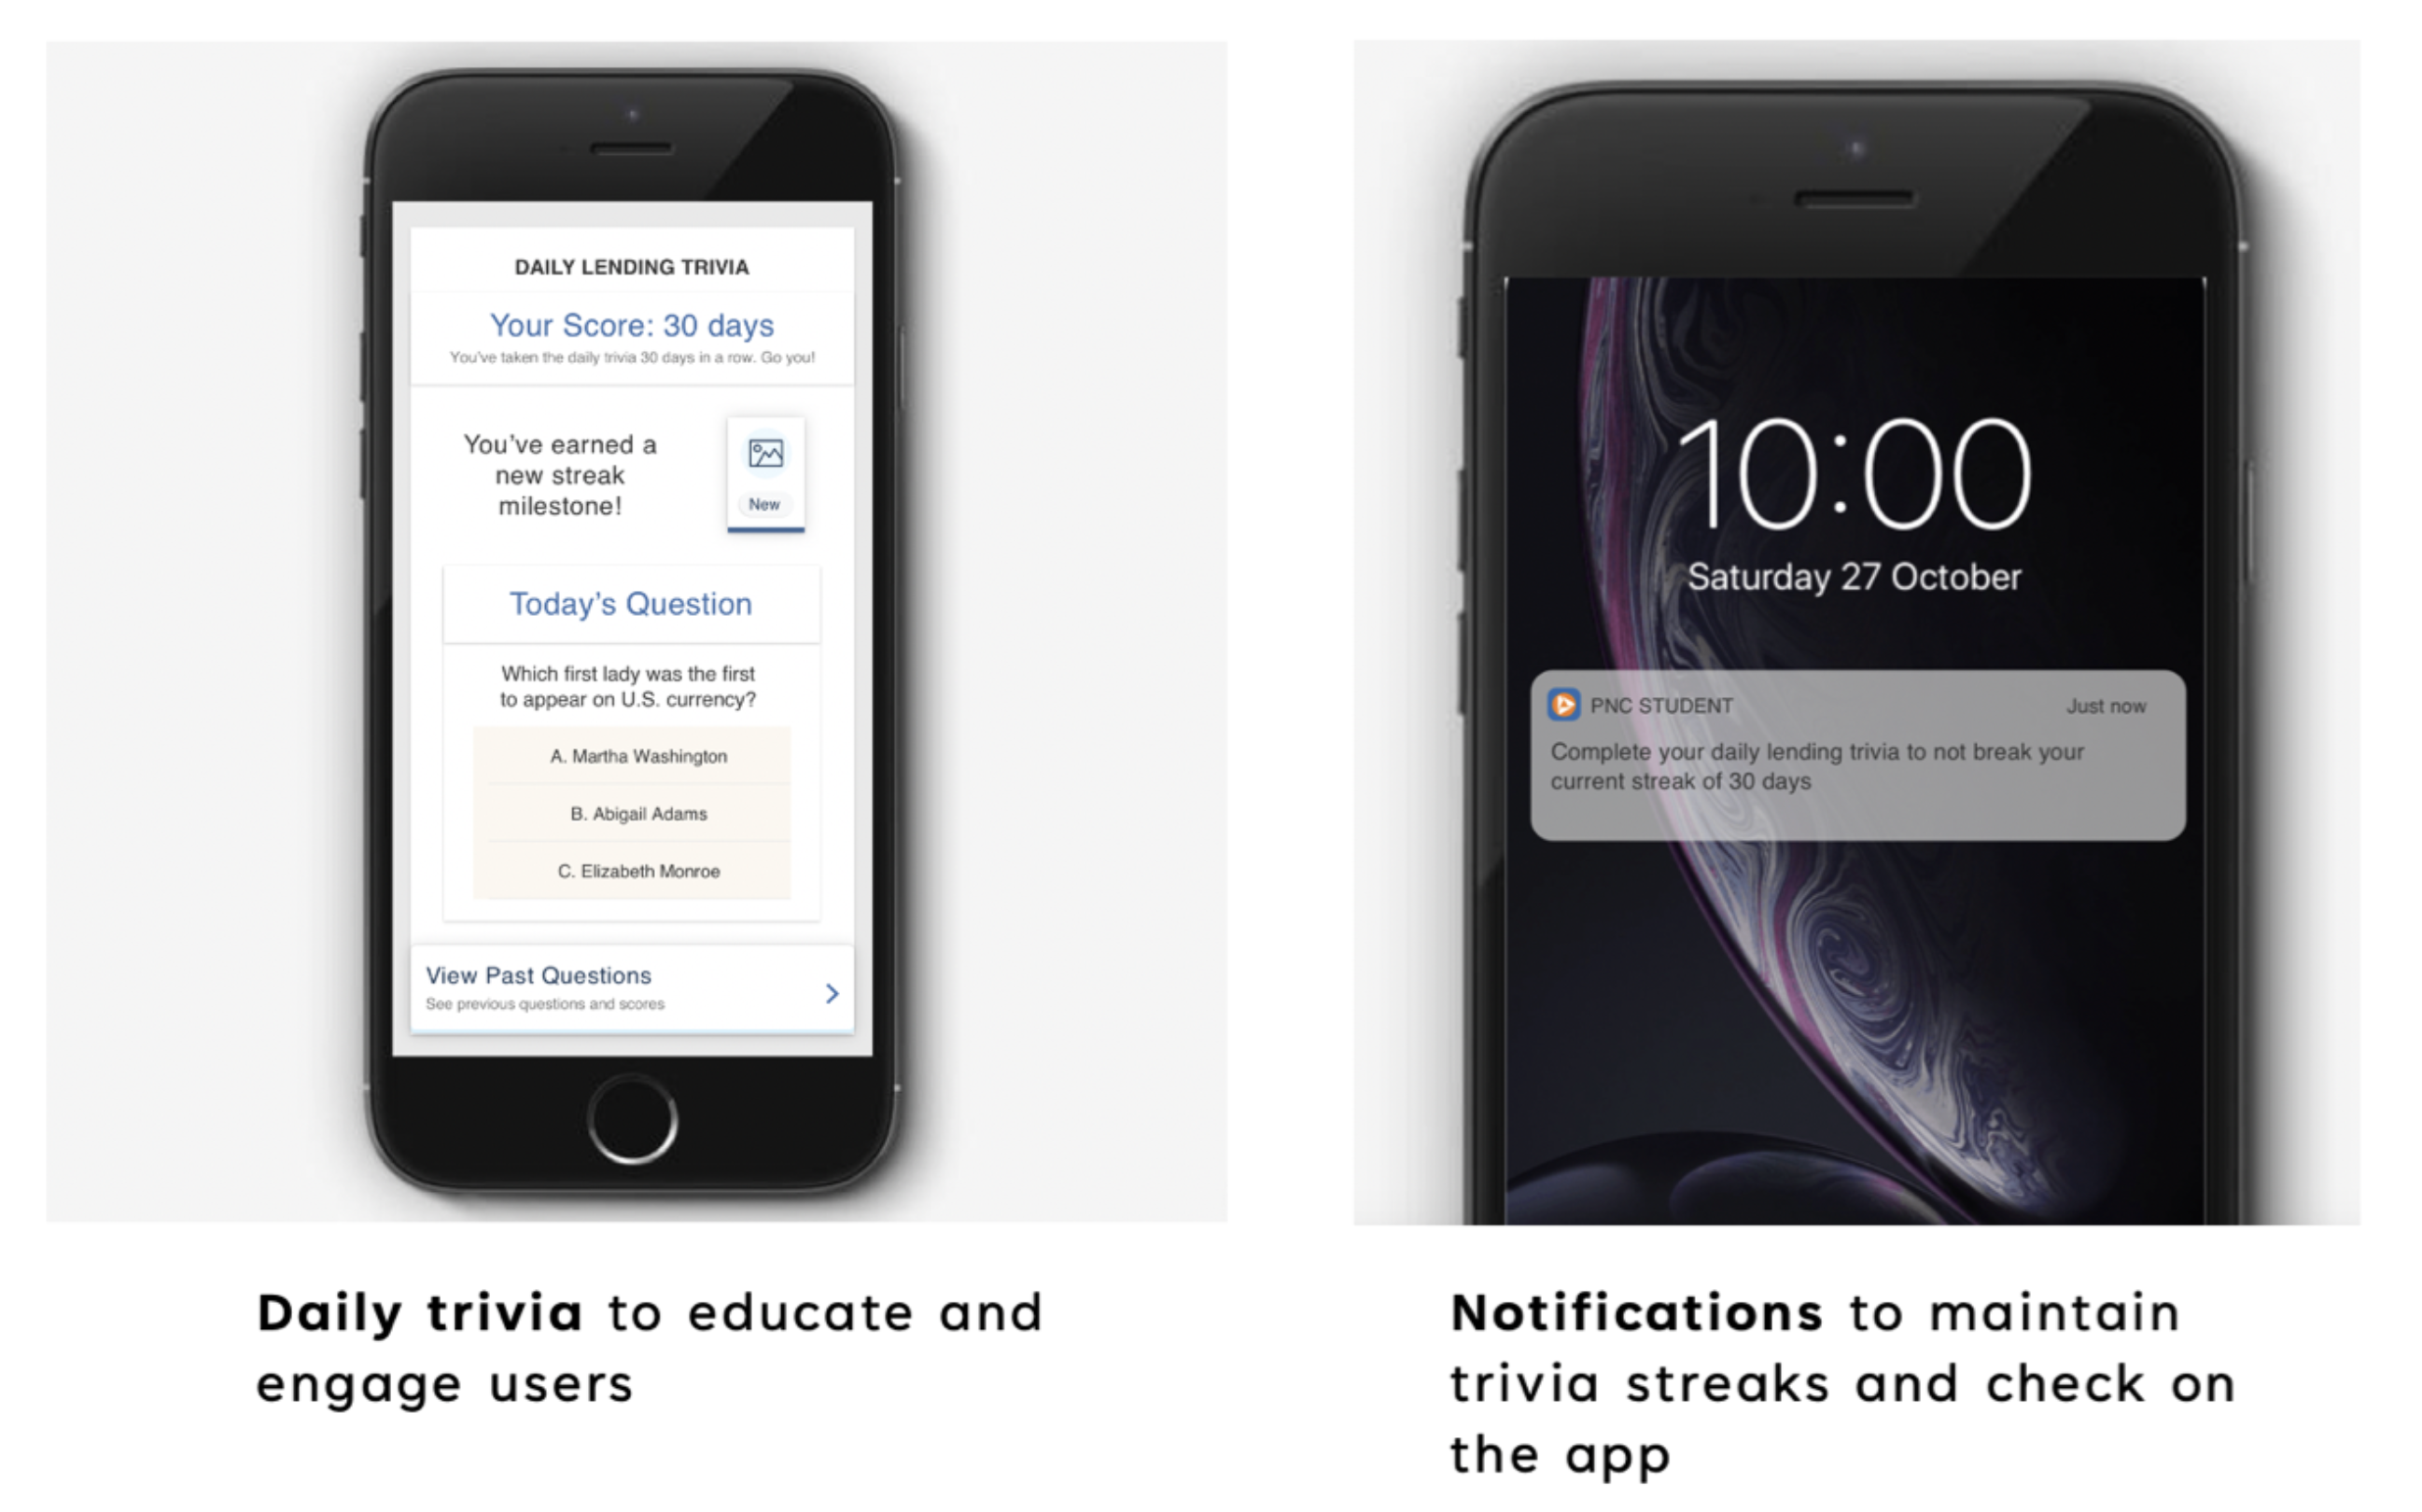 DAILY LENDING TRIVIA
Your Score: 30 days
You've taken the daily trivia 30 days in a row. Go you!
You've earned a
new streak
milestone!
New
Today's Question
Which first lady was the first
to appear on U.S. currency?
A. Martha Washington
B. Abigail Adams
C. Elizabeth Monroe
View Past Questions
See previous questions and scores
Daily trivia to educate and
engage users
10:00
Saturday 27 October
PNC STUDENT
Just now
Complete your daily lending trivia to not break your
current streak of 30 days
Notifications to maintain
trivia streaks and check on
the app